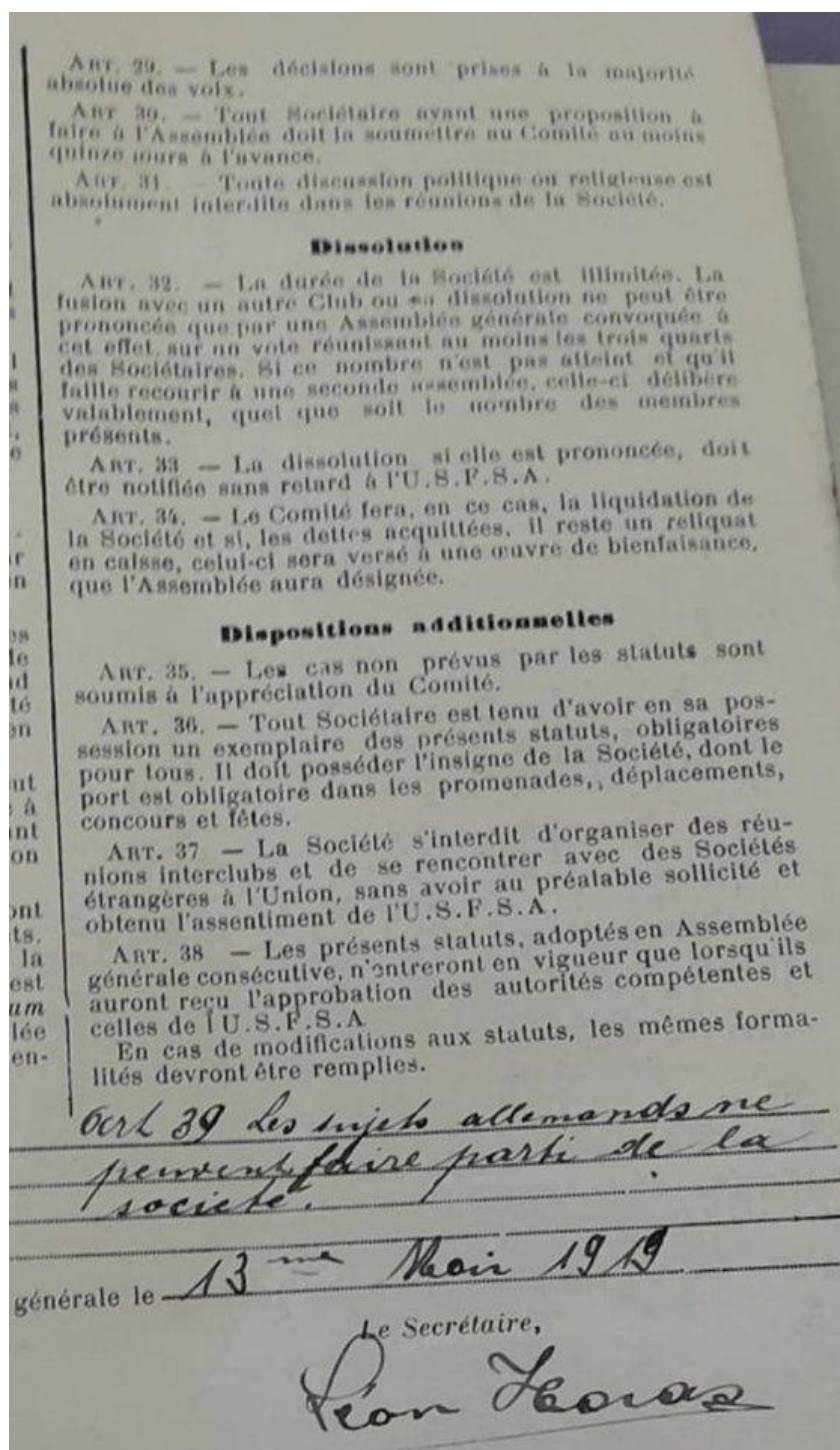 ART. 29. — Les décisions sont prises à la majorité
absolue des voix.
ART 30. — Tout Sociétaire ayant une proposition à
faire à l'Assemblée doit la soumettre au Comité au moins
quinze jours à l'avance.
ART. 31. — Toute discussion politique ou religieuse est
absolument interdite dans les réunions de la Société.
Dissolution
ART. 32. — La durée de la Société est illimitée. La
fusion avec un autre Club ou sa dissolution ne peut être
prononcée que par une Assemblée générale convoquée à
cet effet, sur un vote réunissant au moins les trois quarts
des Sociétaires. Si ce nombre n'est pas atteint et qu'il
faille recourir à une seconde assemblée, celle-ci délibère
valablement, quel que soit le nombre des membres
présents.
ART. 33 — La dissolution si elle est prononcée, doit
être notifiée sans retard à l'U.S.F.S.A.
ART. 34. — Le Comité fera, en ce cas, la liquidation de
la Société et si, les dettes acquittées, il reste un reliquat
en caisse, celui-ci sera versé à une œuvre de bienfaisance,
que l'Assemblée aura désignée.
Dispositions additionnelles
ART. 35. — Les cas non prévus par les statuts sont
soumis à l'appréciation du Comité.
ART. 36. — Tout Sociétaire est tenu d'avoir en sa pos-
session un exemplaire des présents statuts, obligatoires
pour tous. Il doit posséder l'insigne de la Société, dont le
port est obligatoire dans les promenades, déplacements,
concours et fêtes.
ART. 37 — La Société s'interdit d'organiser des réu-
nions interclubs et de se rencontrer avec des Sociétés
étrangères à l'Union, sans avoir au préalable sollicité et
obtenu l'assentiment de l'U.S.F.S.A.
ART. 38 — Les présents statuts, adoptés en Assemblée
générale consécutive, n'entreront en vigueur que lorsqu'ils
auront reçu l'approbation des autorités compétentes et
celles de l'U.S.F.S.A
En cas de modifications aux statuts, les mêmes forma-
lités devront être remplies.
Art 39 Les sujets allemands ne
peuvent faire parti de la
societé.
générale le 13 me 1919
Le Secrétaire,
Léon